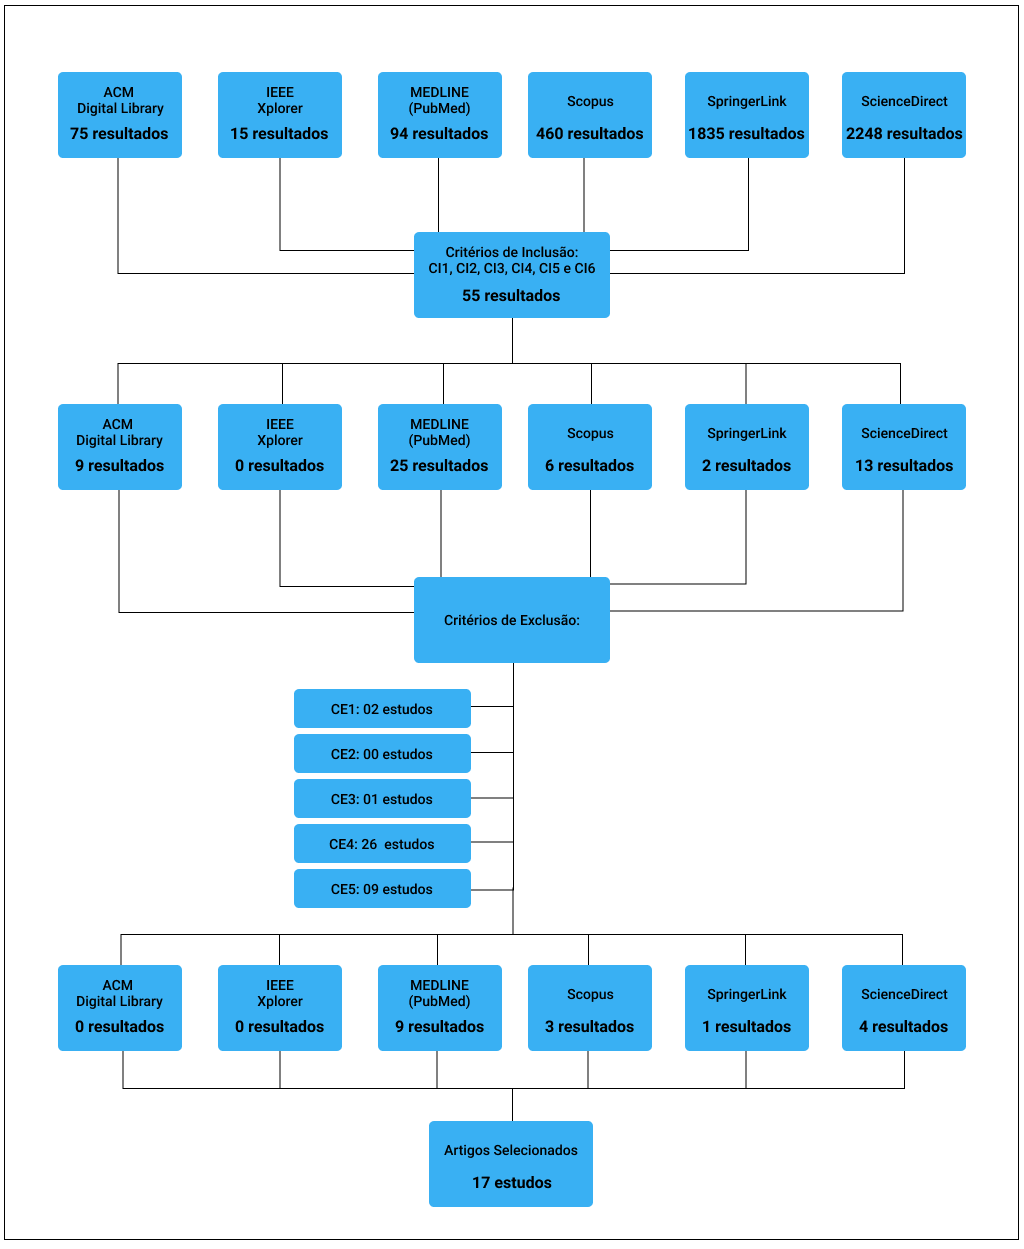 ACM
Digital Library
75 resultados
IEEE
Xplorer
15 resultados
MEDLINE
(PubMed)
94 resultados
Scopus
460 resultados
SpringerLink
1835 resultados
ScienceDirect
2248 resultados
Critérios de Inclusão:
CI1, CI2, CI3, CI4, CI5 e CI6
55 resultados
ACM
Digital Library
9 resultados
IEEE
Xplorer
0 resultados
MEDLINE
(PubMed)
25 resultados
Scopus
6 resultados
SpringerLink
2 resultados
ScienceDirect
13 resultados
Critérios de Exclusão:
CE1: 02 estudos
CE2: 00 estudos
CE3: 01 estudos
CE4: 26 estudos
CE5: 09 estudos
ACM
Digital Library
0 resultados
IEEE
Xplorer
0 resultados
MEDLINE
(PubMed)
9 resultados
Scopus
3 resultados
SpringerLink
1 resultados
ScienceDirect
4 resultados
Artigos Selecionados
17 estudos